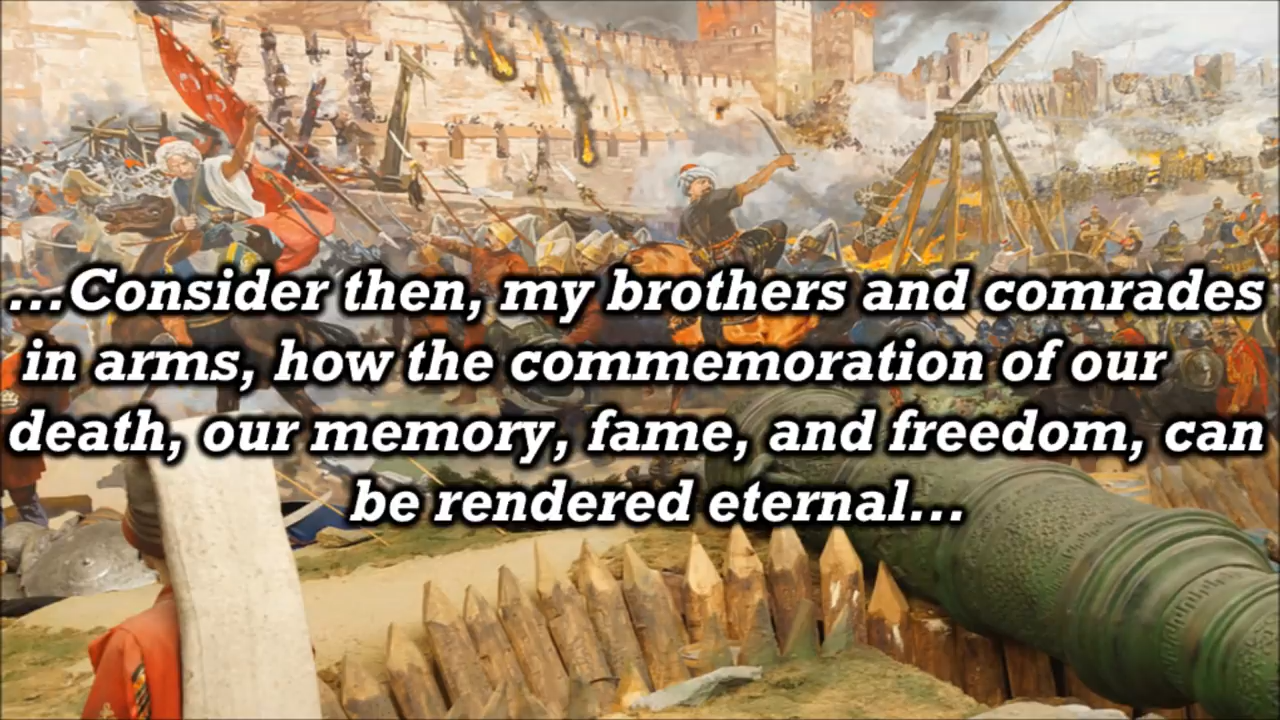 ...Consider then, my brothers and comrades
in arms, how the commemoration of our
death, our memory, fame, and freedom, can
be rendered eternal...